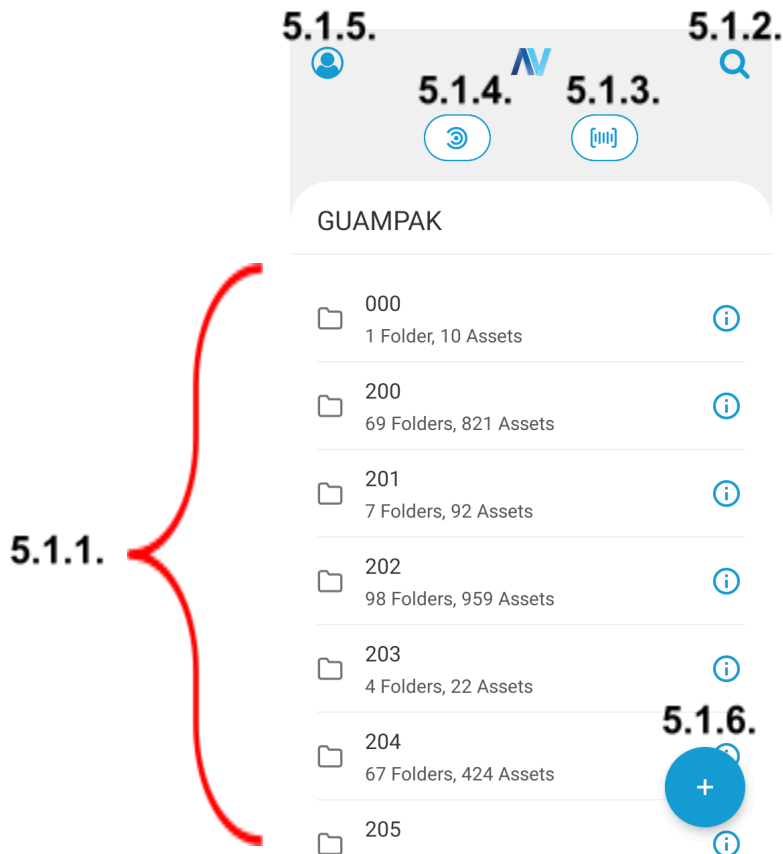 5.1.5.
5.1.2.
AV
5.1.4.
5.1.3.
GUAMPAK
000
1 Folder, 10 Assets
200
69 Folders, 821 Assets
201
7 Folders, 92 Assets
5.1.1.
202
98 Folders, 959 Assets
203
4 Folders, 22 Assets
5.1.6.
204
67 Folders, 424 Assets
205